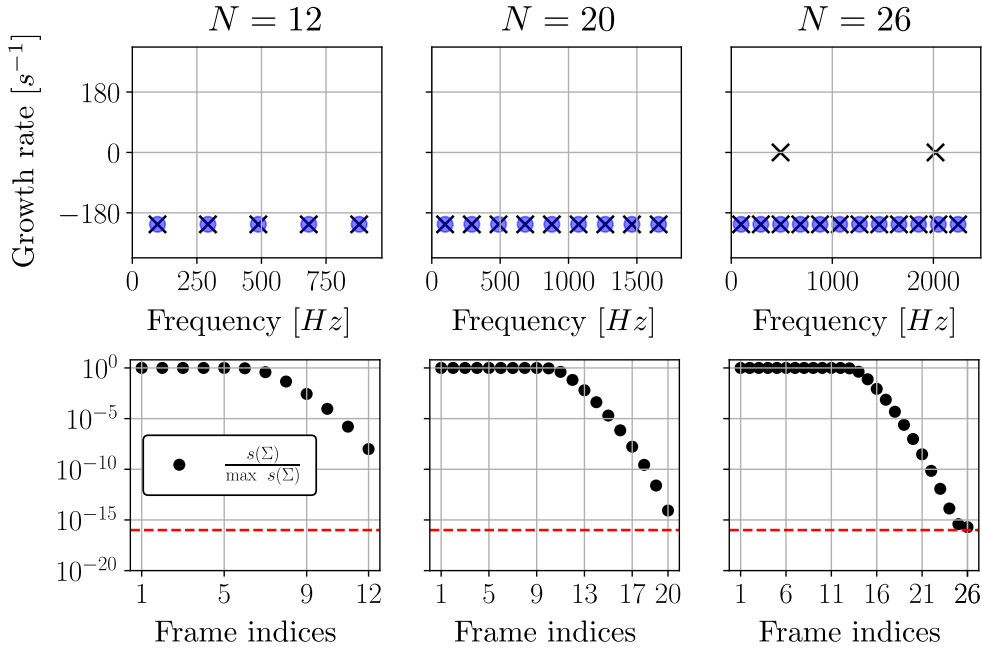 N = 12 N = 20 N = 26
Growth rate [s⁻¹]
180
0
−180
0 250 500 750 0 500 1000 1500 0 1000 2000
Frequency [Hz] Frequency [Hz] Frequency [Hz]
10⁰
10⁻⁵
10⁻¹⁰
10⁻¹⁵
10⁻²⁰
s(Σ)
max s(Σ)
1 5 9 12 1 5 9 13 17 20 1 6 11 16 21 26
Frame indices Frame indices Frame indices